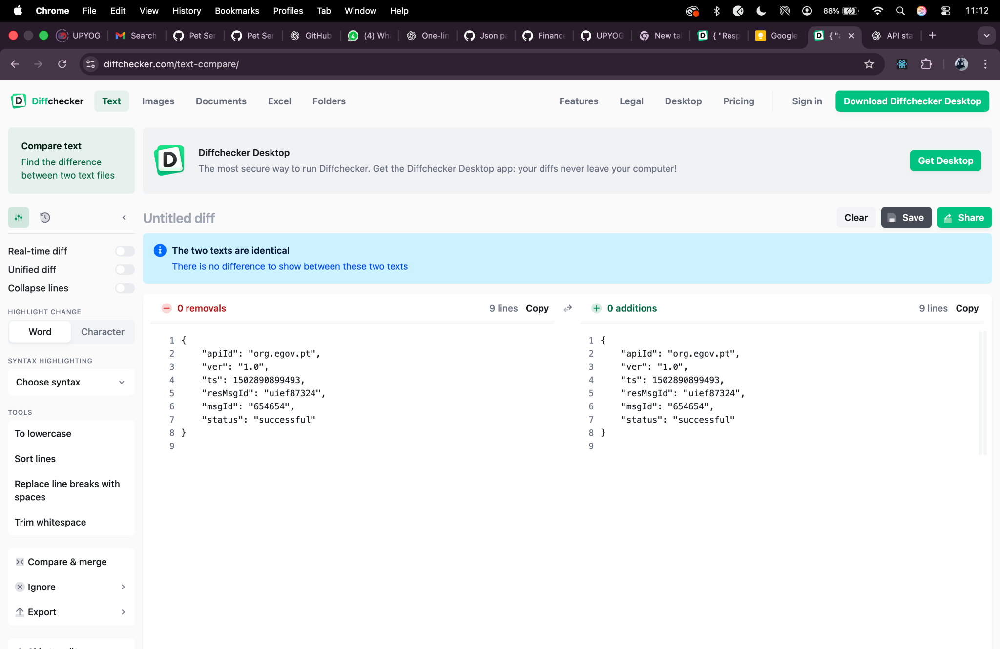 Chrome File Edit View History Bookmarks Profiles Tab Window Help 88% 11:12
UPYOG Search Pet Ser Pet Ser GitHub (4) Wha One-lin Json pa Finance UPYOG New ta { "Resp Google { "a API sta
diffchecker.com/text-compare/
Diffchecker Text Images Documents Excel Folders Features Legal Desktop Pricing Sign in Download Diffchecker Desktop
Compare text
Find the difference
between two text files
Diffchecker Desktop
The most secure way to run Diffchecker. Get the Diffchecker Desktop app: your diffs never leave your computer!
Get Desktop
Untitled diff
Clear Save Share
The two texts are identical
There is no difference to show between these two texts
Real-time diff
Unified diff
Collapse lines
HIGHLIGHT CHANGE
Word Character
SYNTAX HIGHLIGHTING
Choose syntax
TOOLS
To lowercase
Sort lines
Replace line breaks with
spaces
Trim whitespace
Compare & merge
Ignore
Export
0 removals 9 lines Copy
1 {
2 "apiId": "org.egov.pt",
3 "ver": "1.0",
4 "ts": 1502890899493,
5 "resMsgId": "uief87324",
6 "msgId": "654654",
7 "status": "successful"
8 }
9
0 additions 9 lines Copy
1 {
2 "apiId": "org.egov.pt",
3 "ver": "1.0",
4 "ts": 1502890899493,
5 "resMsgId": "uief87324",
6 "msgId": "654654",
7 "status": "successful"
8 }
9